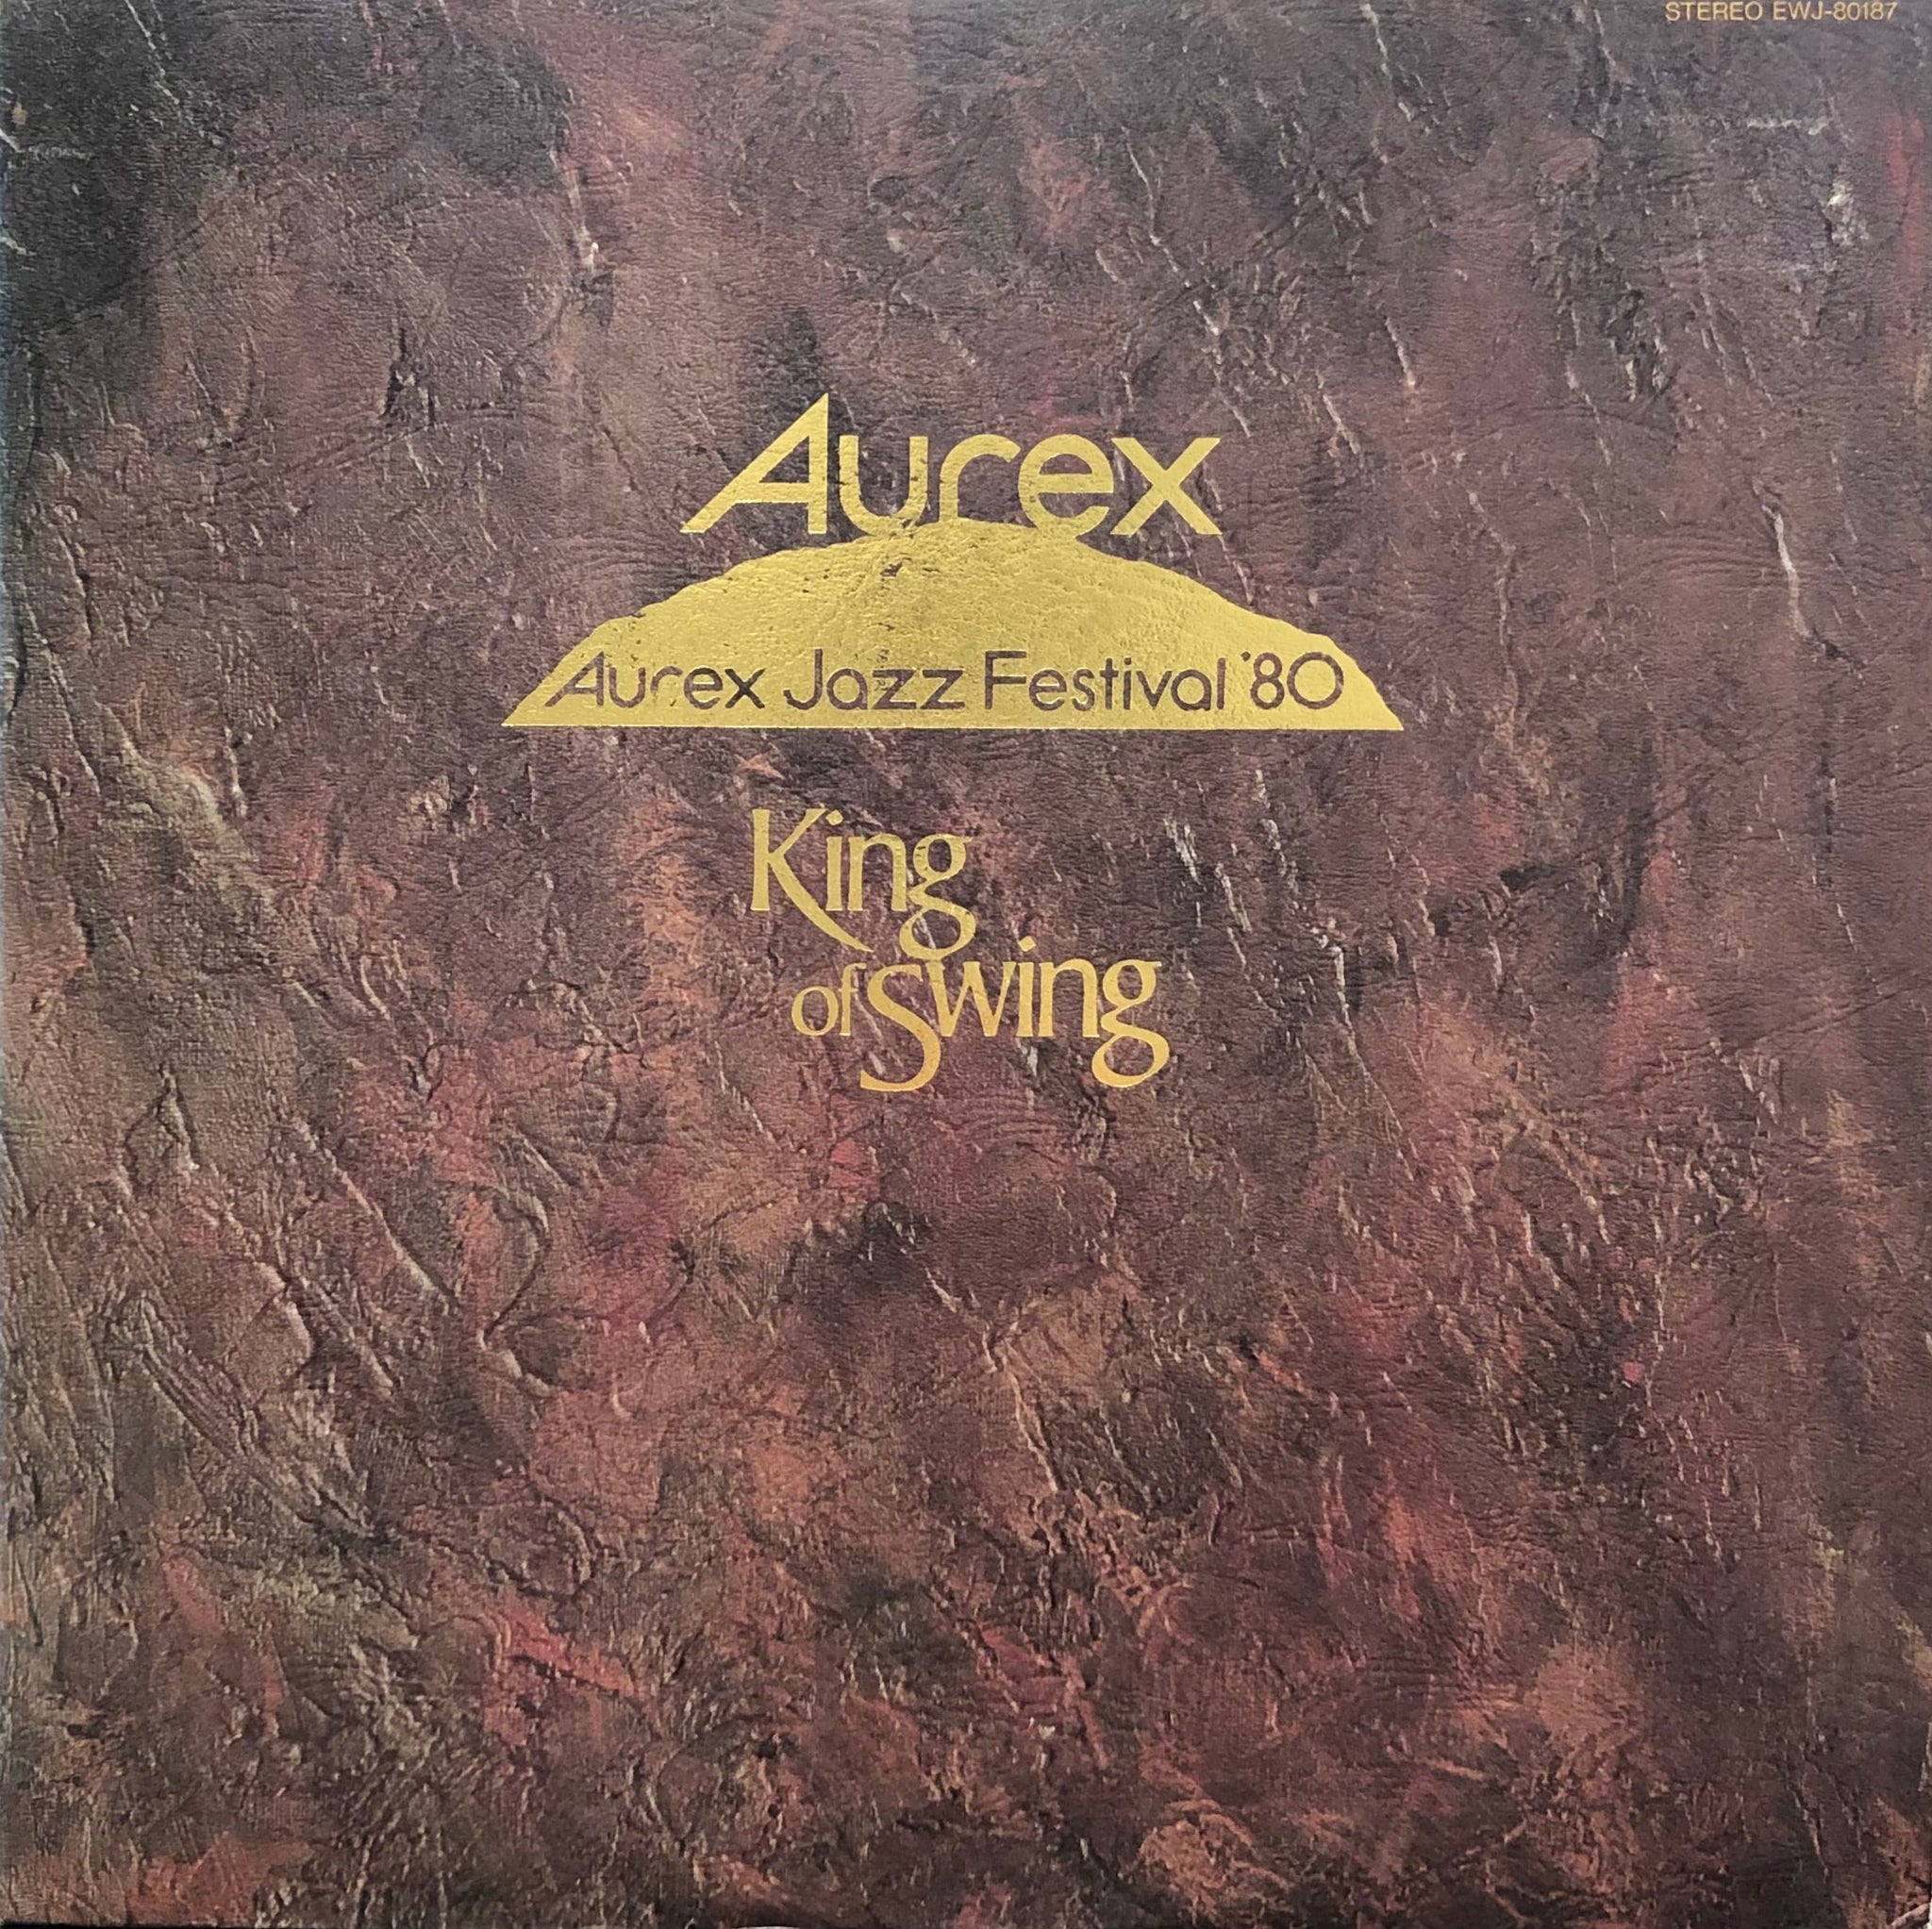 STEREO EWJ-80187
Aurex
Aurex Jazz Festival '80
King
of Swing